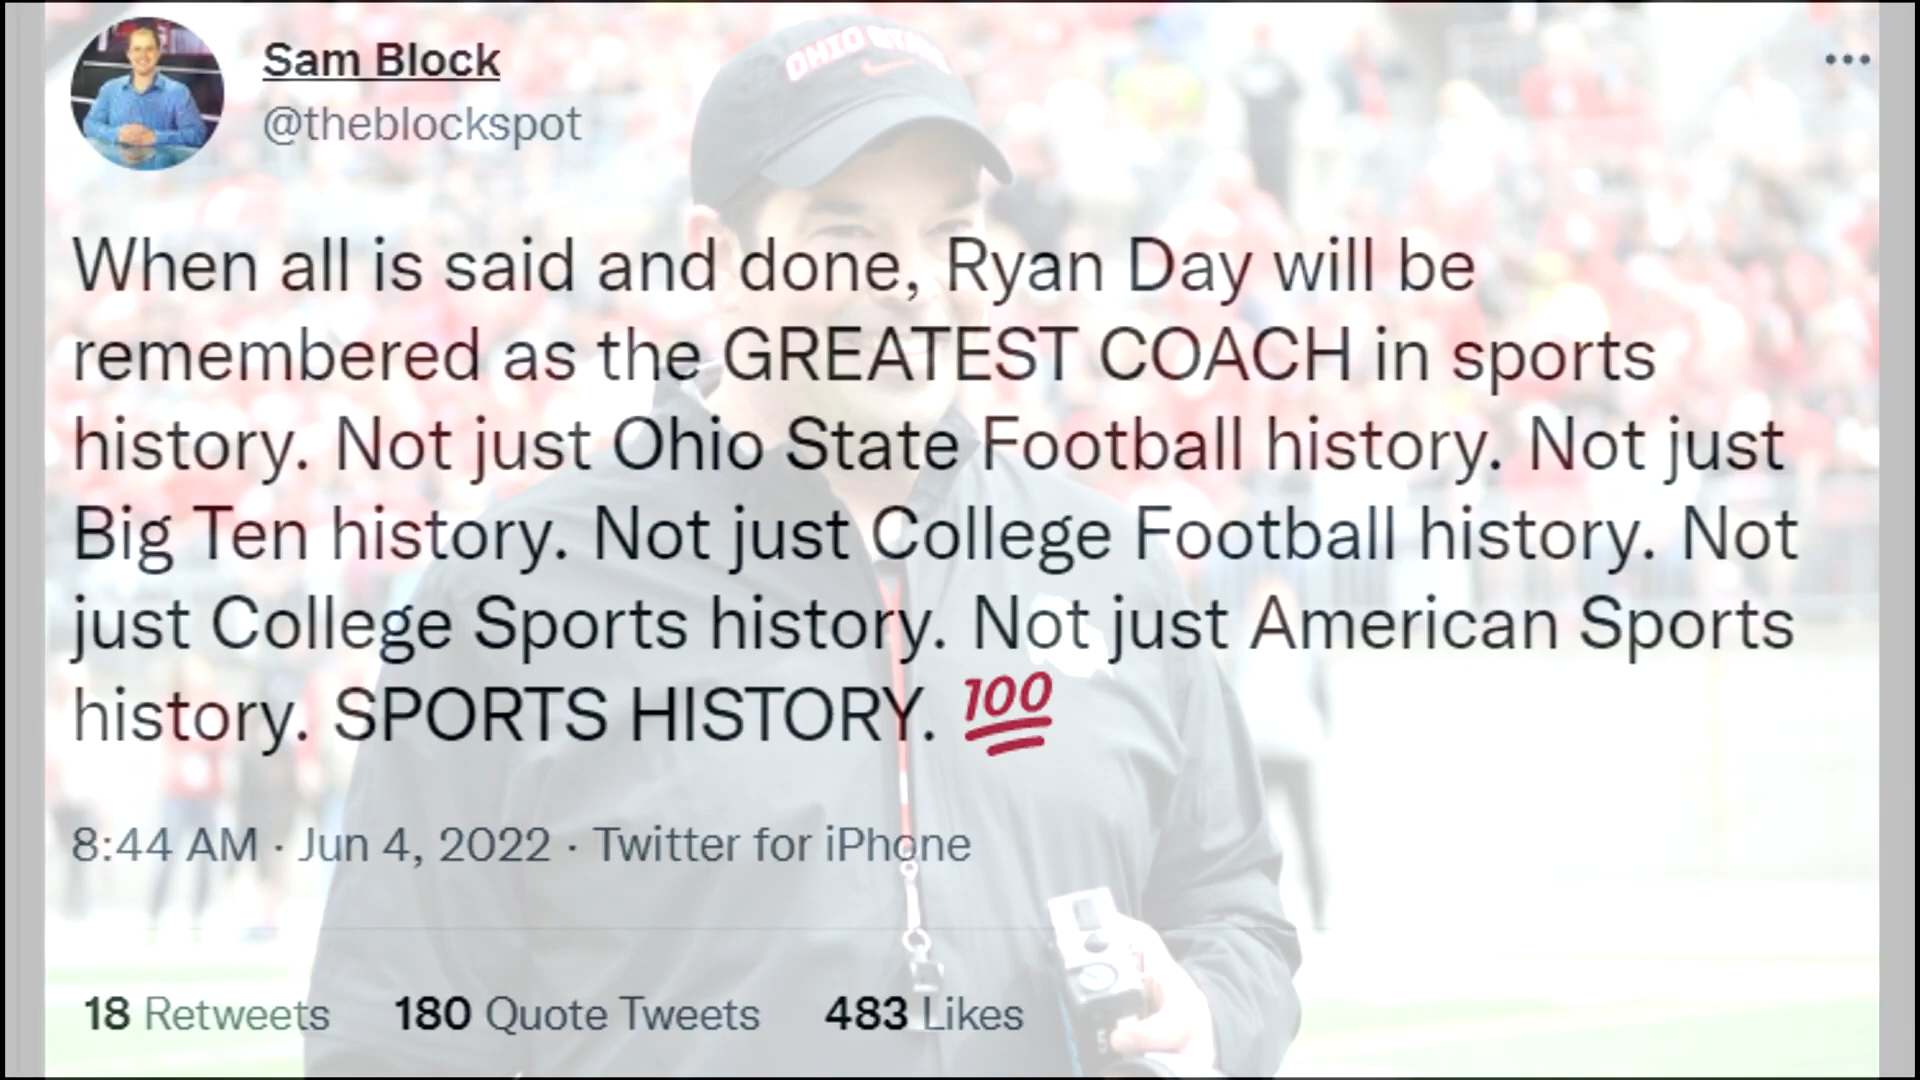 Sam Block
@theblockspot
OHIO STATE
When all is said and done, Ryan Day will be
remembered as the GREATEST COACH in sports
history. Not just Ohio State Football history. Not just
Big Ten history. Not just College Football history. Not
just College Sports history. Not just American Sports
history. SPORTS HISTORY. 💯
8:44 AM · Jun 4, 2022 · Twitter for iPhone
18 Retweets 180 Quote Tweets 483 Likes